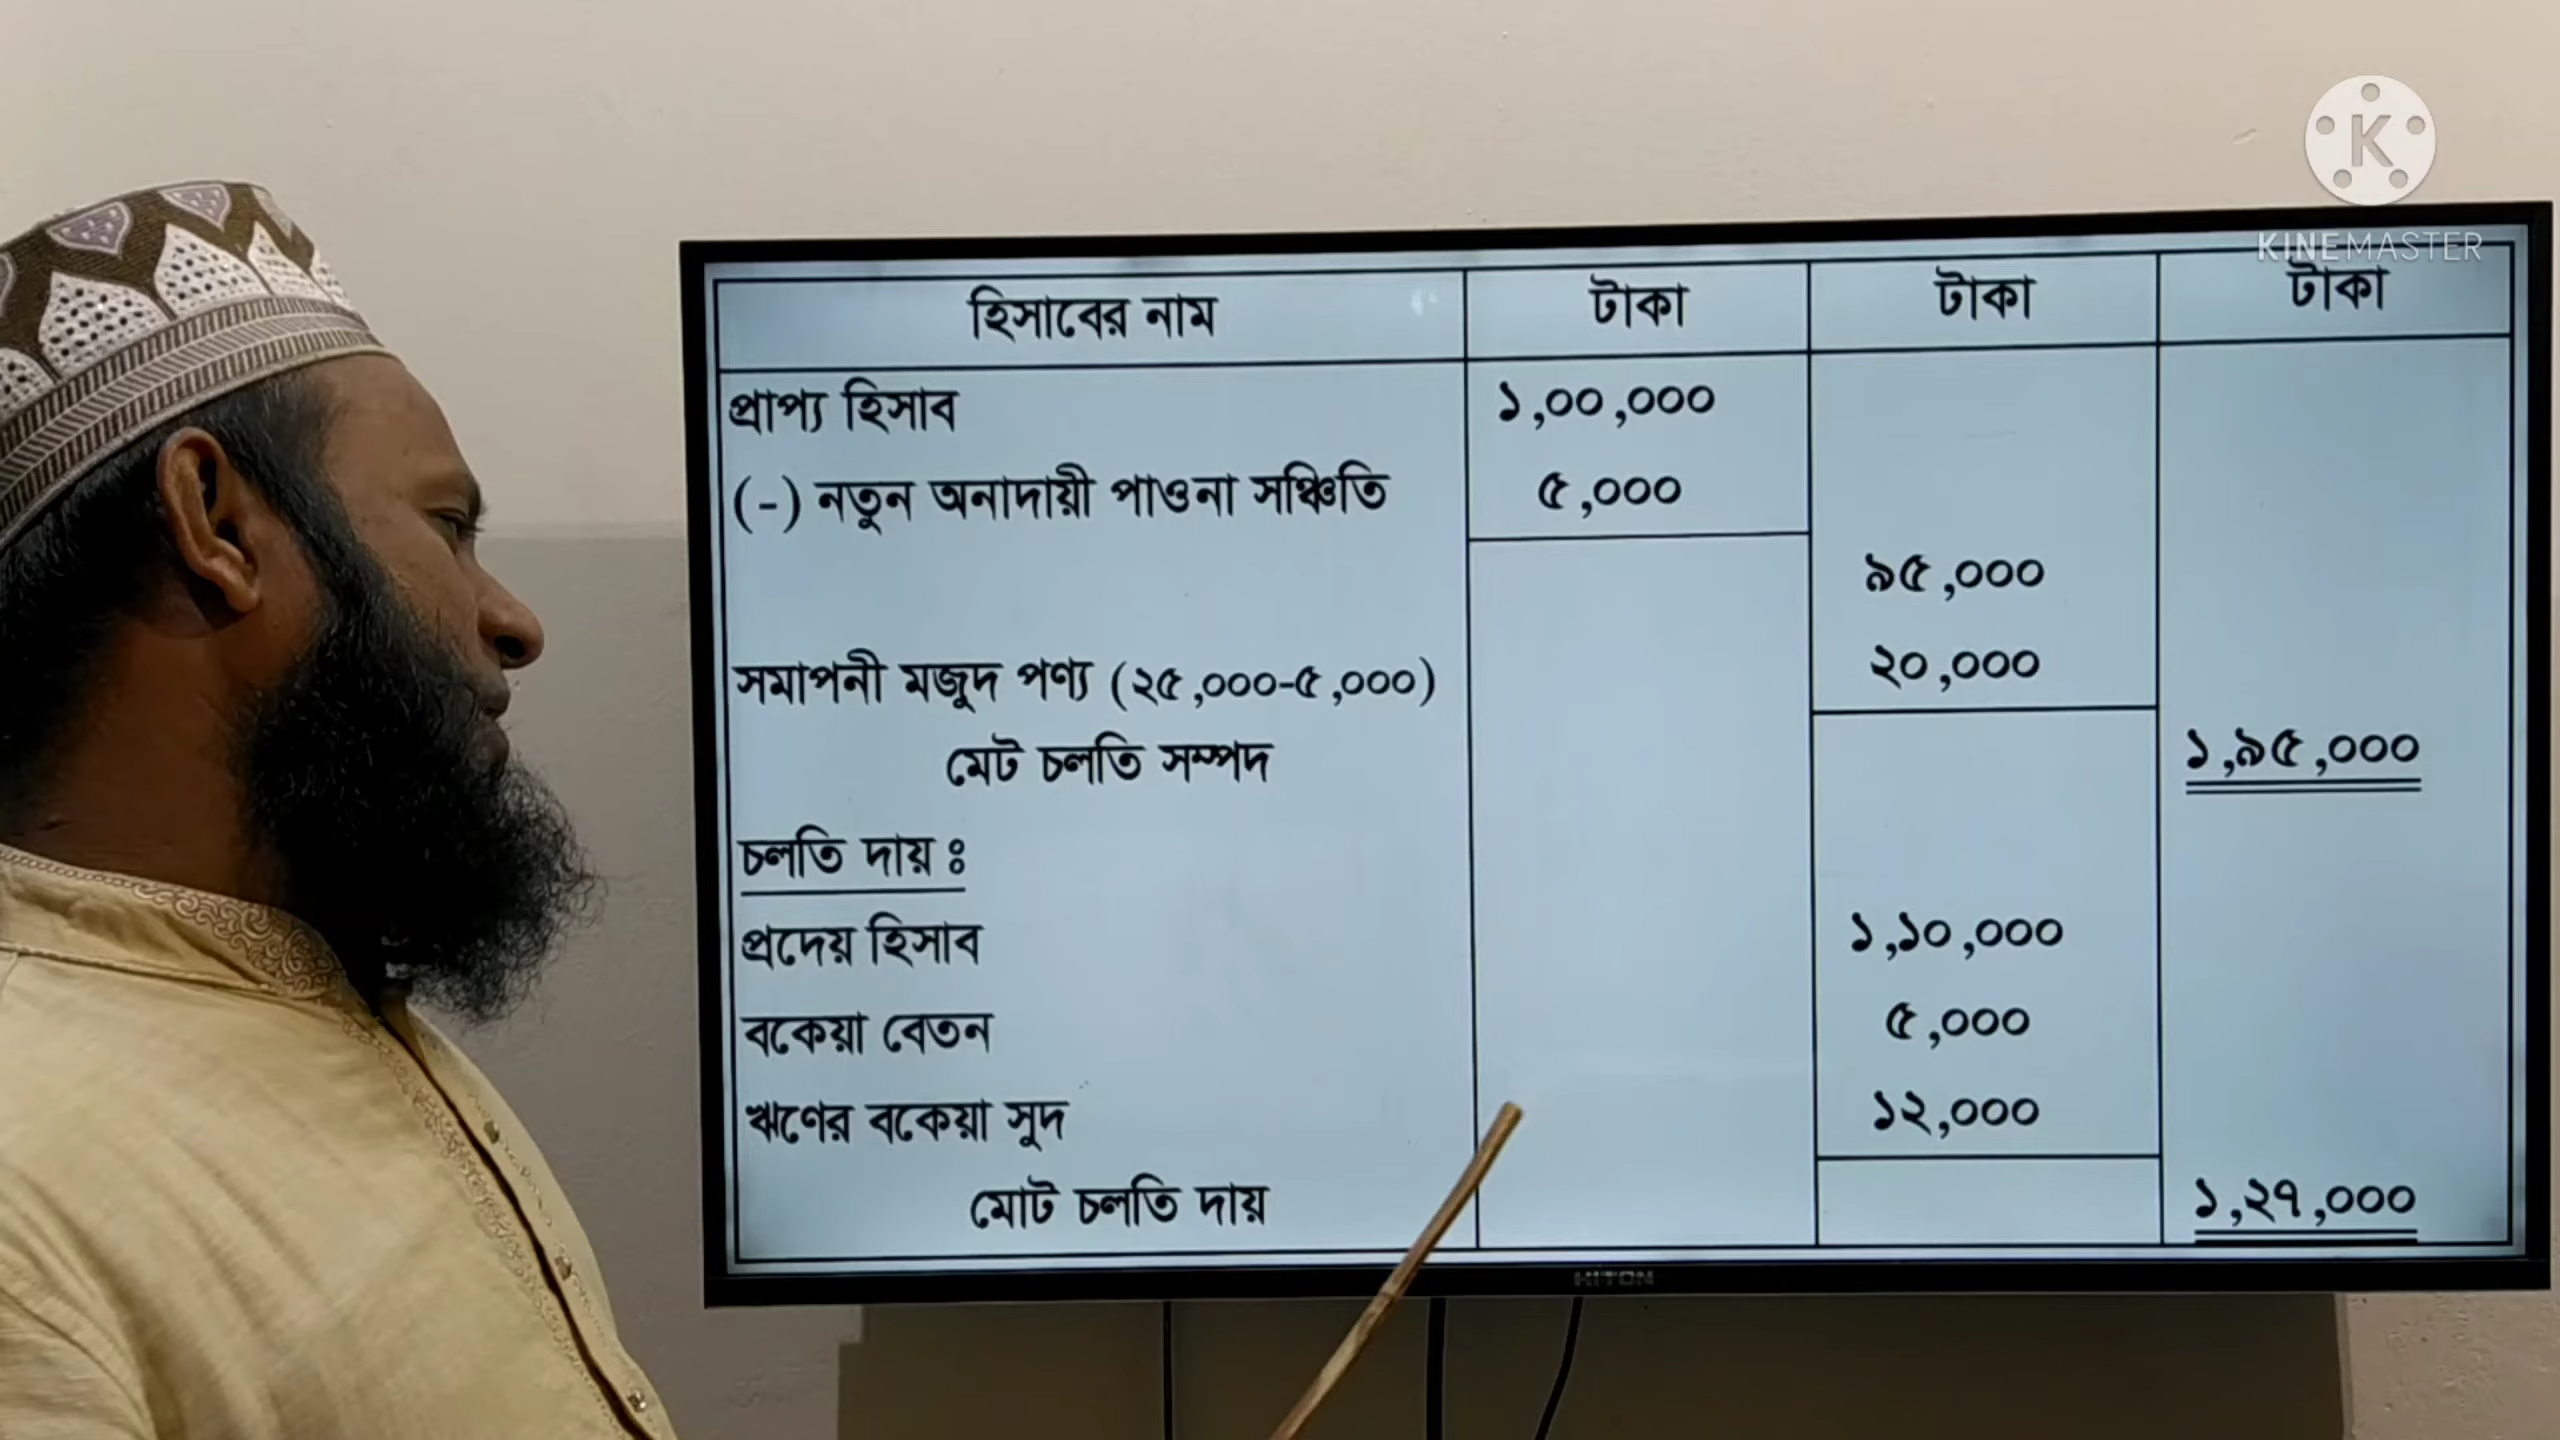 K
KINEMASTER
হিসাবের নাম টাকা টাকা টাকা
প্রাপ্য হিসাব ১,০০,০০০
(-) নতুন অনাদায়ী পাওনা সঞ্চিতি ৫,০০০
৯৫,০০০
সমাপনী মজুদ পণ্য (২৫,০০০-৫,০০০) ২০,০০০
মেট চলতি সম্পদ ১,৯৫,০০০
চলতি দায় ঃ
প্রদেয় হিসাব ১,১০,০০০
বকেয়া বেতন ৫,০০০
ঋণের বকেয়া সুদ ১২,০০০
মোট চলতি দায় ১,২৭,০০০
HITON